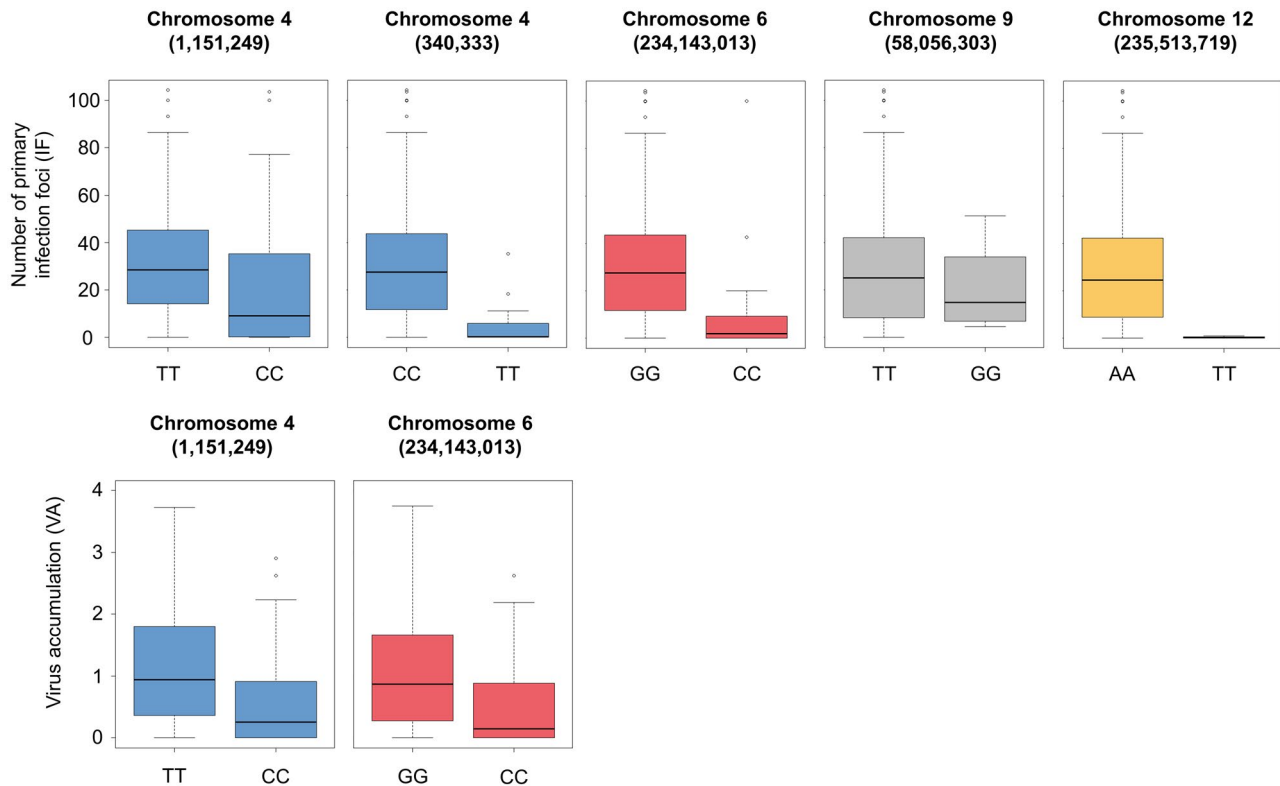 Chromosome 4
(1,151,249)
Chromosome 4
(340,333)
Chromosome 6
(234,143,013)
Chromosome 9
(58,056,303)
Chromosome 12
(235,513,719)
Number of primary
infection foci (IF)
100
80
60
40
20
0
TT CC
CC TT
GG CC
TT GG
AA TT
Chromosome 4
(1,151,249)
Chromosome 6
(234,143,013)
Virus accumulation (VA)
4
3
2
1
0
TT CC
GG CC